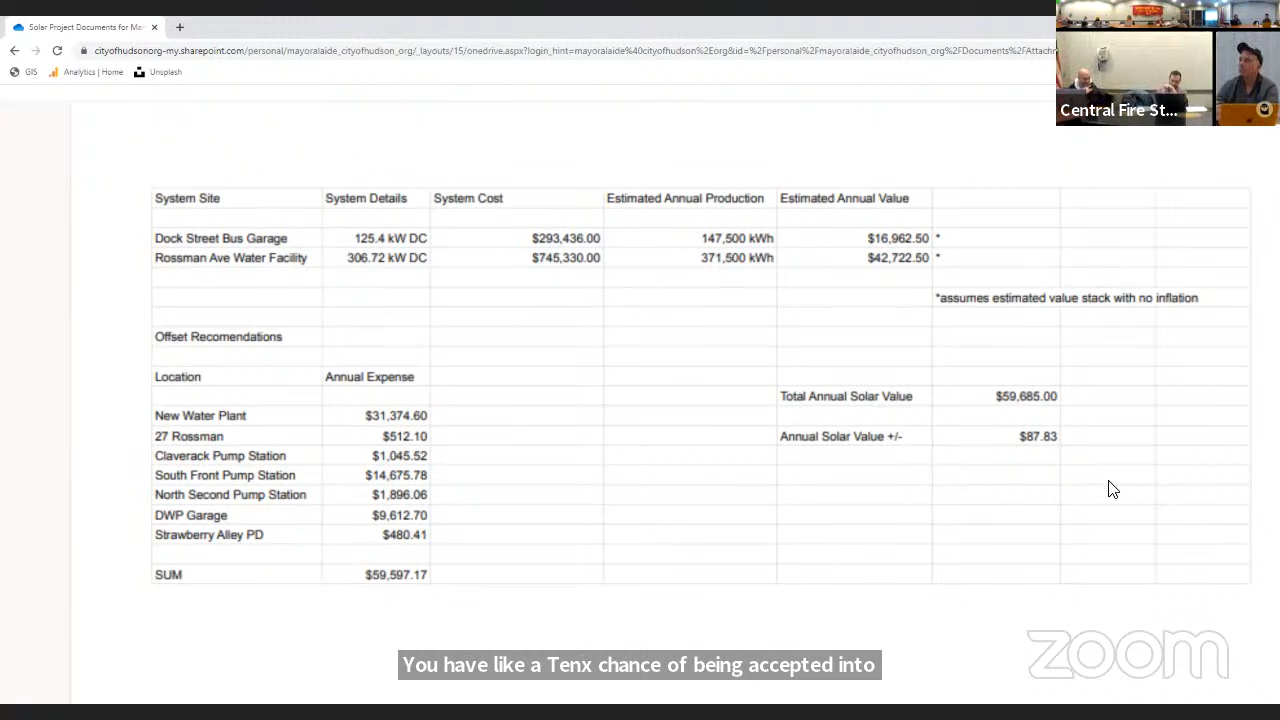 Solar Project Documents for Ma
cityofhudsonorg-my.sharepoint.com/personal/mayoralaide_cityofhudson_org/_layouts/15/onedrive.aspx?login_hint=mayoralaide%40cityofhudson%2Eorg&id=%2Fpersonal%2Fmayoralaide_cityofhudson_org%2FDocuments%2FAttachm
GIS Analytics | Home Unsplash
Central Fire St...
System Site System Details System Cost Estimated Annual Production Estimated Annual Value
Dock Street Bus Garage 125.4 kW DC $293,436.00 147,500 kWh $16,962.50 *
Rossman Ave Water Facility 306.72 kW DC $745,330.00 371,500 kWh $42,722.50 *
*assumes estimated value stack with no inflation
Offset Recomendations
Location Annual Expense
Total Annual Solar Value $59,685.00
New Water Plant $31,374.60
27 Rossman $512.10 Annual Solar Value +/- $87.83
Claverack Pump Station $1,045.52
South Front Pump Station $14,675.78
North Second Pump Station $1,896.06
DWP Garage $9,612.70
Strawberry Alley PD $480.41
SUM $59,597.17
You have like a Tenx chance of being accepted into
zoom